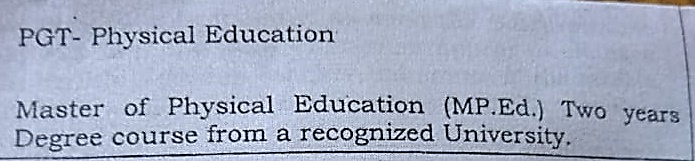 PGT- Physical Education
Master of Physical Education (MP.Ed.) Two years
Degree course from a recognized University.